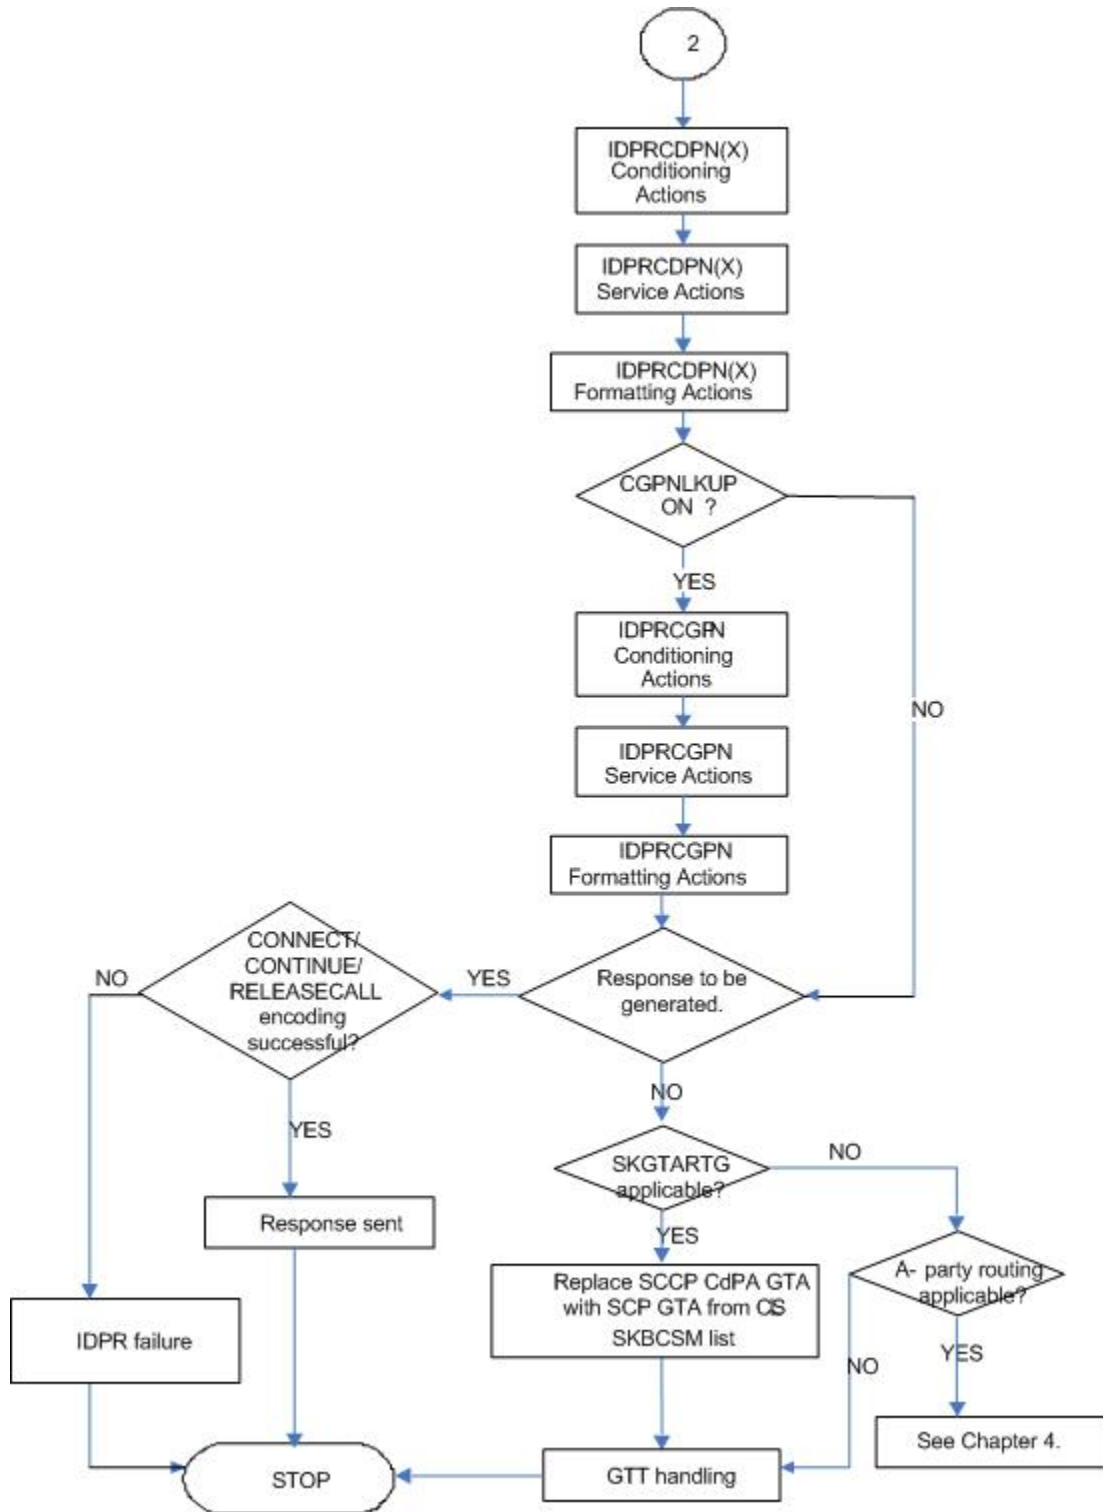 2
IDPRCDPN(X)
Conditioning
Actions
IDPRCDPN(X)
Service Actions
IDPRCDPN(X)
Formatting Actions
CGPNLKUP
ON ?
YES
NO
IDPRCGPN
Conditioning
Actions
IDPRCGPN
Service Actions
IDPRCGPN
Formatting Actions
Response to be
generated.
YES
NO
CONNECT/
CONTINUE/
RELEASECALL
encoding
successful?
NO
YES
SKGTARTG
applicable?
NO
YES
Response sent
A- party routing
applicable?
Replace SCCP CdPA GTA
with SCP GTA from CIS
SKBCSM list
IDPR failure
NO
YES
See Chapter 4.
GTT handling
STOP